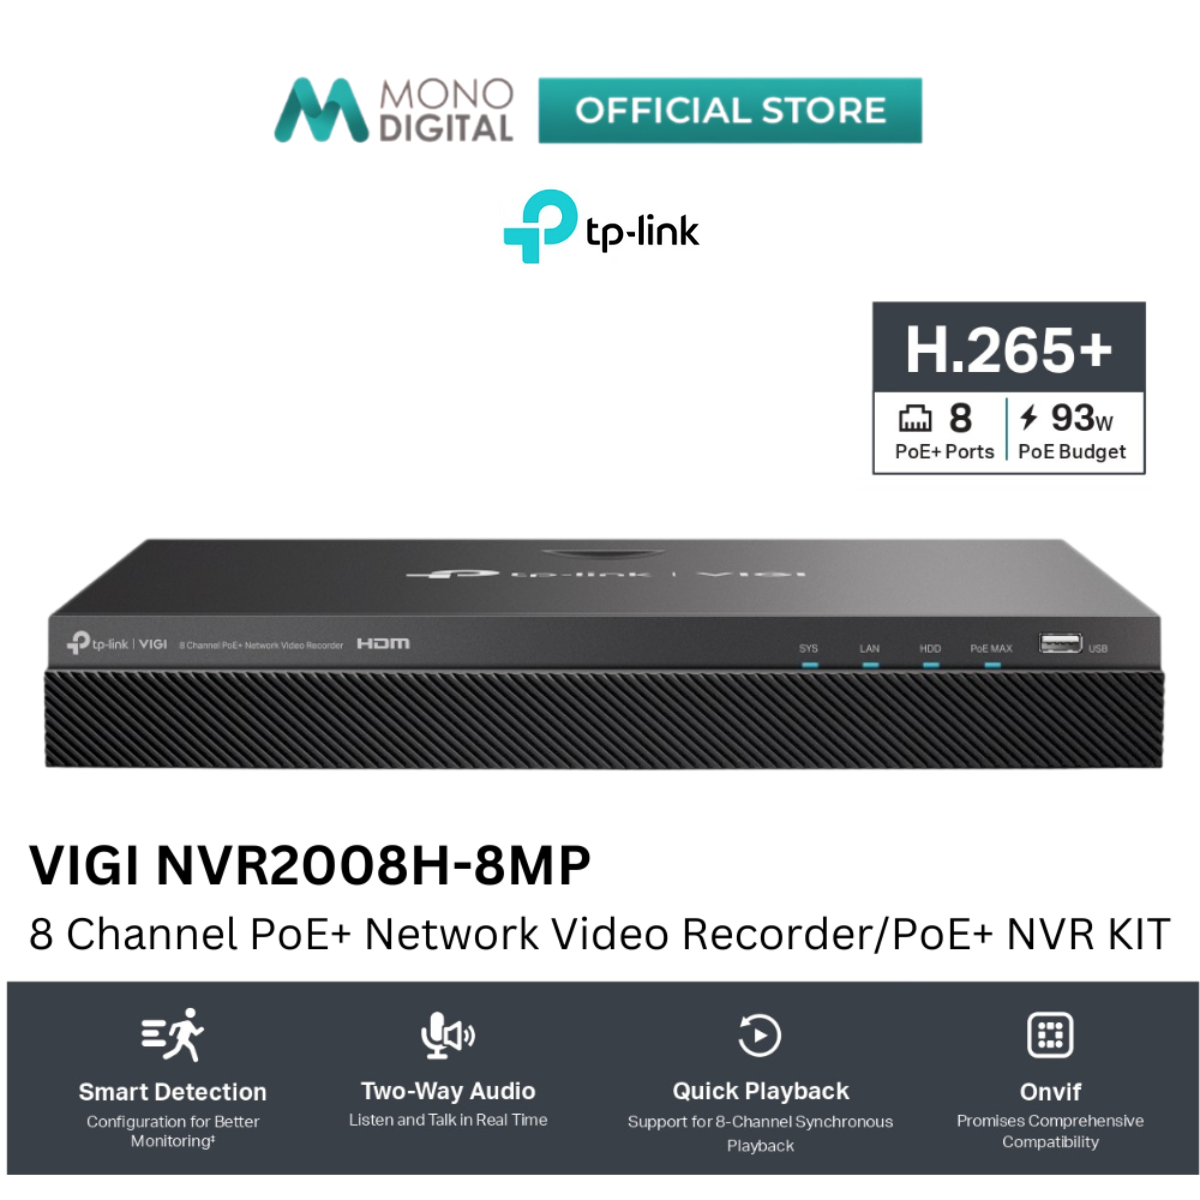 MONO
DIGITAL
OFFICIAL STORE
tp-link
H.265+
8
PoE+ Ports
93W
PoE Budget
tp-link | VIGI
tp-link | VIGI 8 Channel PoE+ Network Video Recorder HDMI
SYS LAN HDD PoE MAX USB
VIGI NVR2008H-8MP
8 Channel PoE+ Network Video Recorder/PoE+ NVR KIT
Smart Detection
Configuration for Better
Monitoring‡
Two-Way Audio
Listen and Talk in Real Time
Quick Playback
Support for 8-Channel Synchronous
Playback
Onvif
Promises Comprehensive
Compatibility